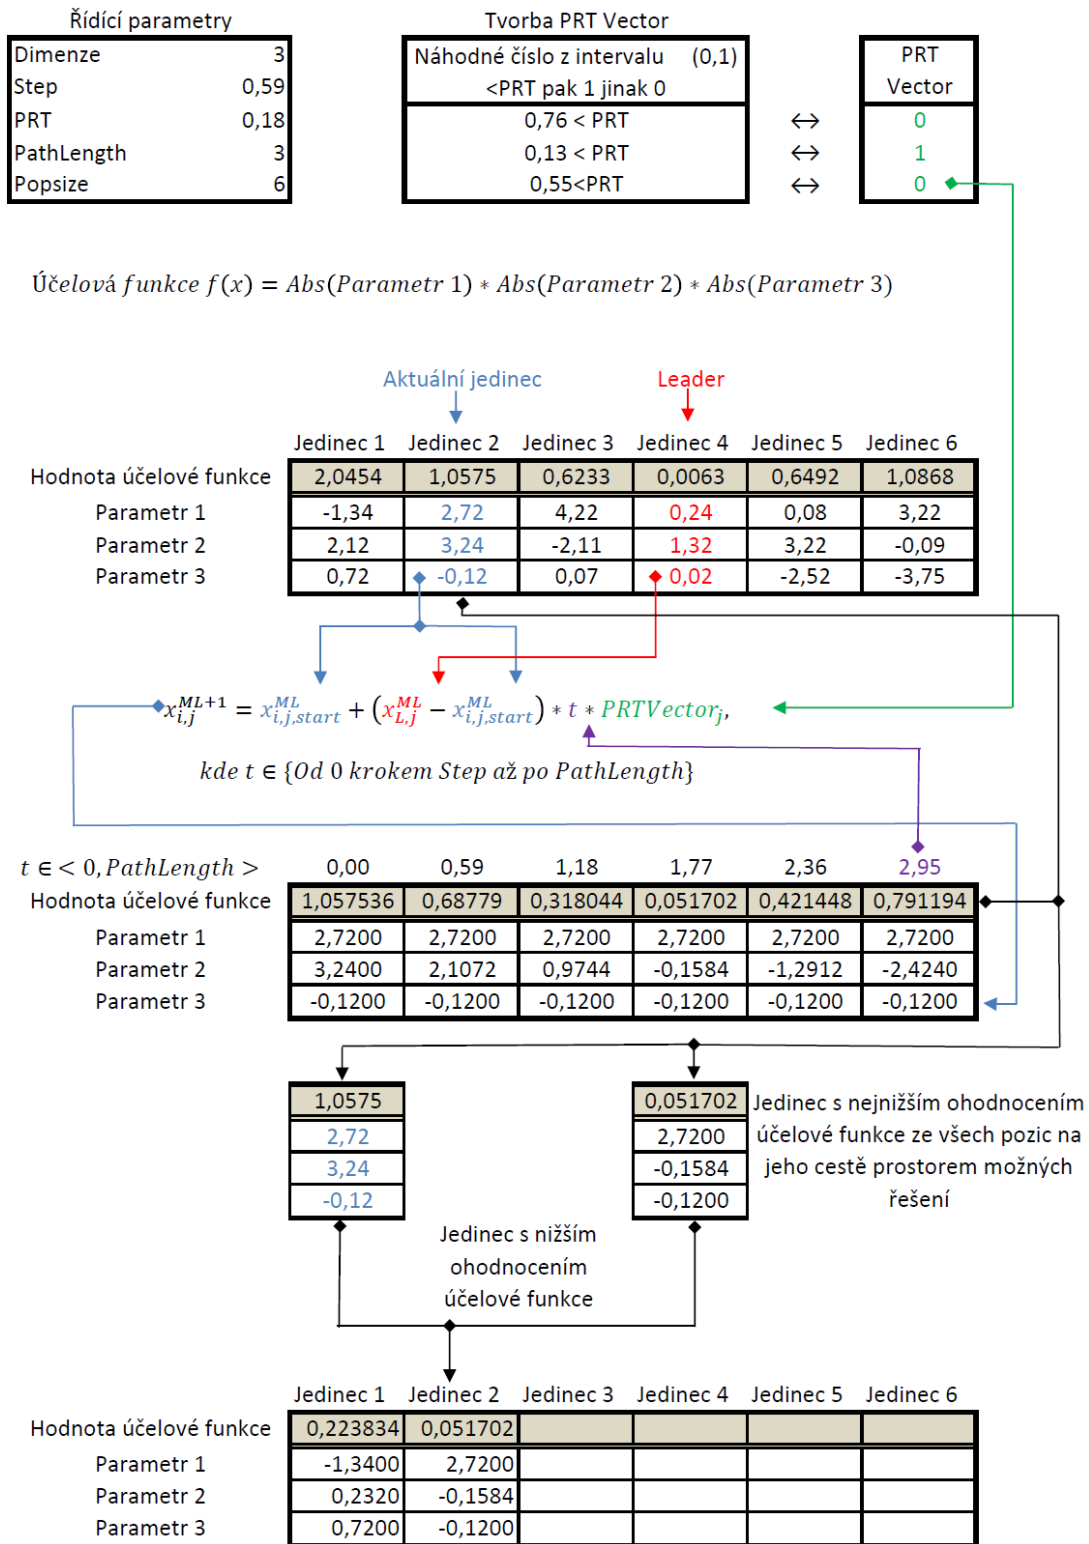 Řídící parametry
Dimenze 3
Step 0,59
PRT 0,18
PathLength 3
Popsize 6
Tvorba PRT Vector
Náhodné číslo z intervalu (0,1)
<PRT pak 1 jinak 0
0,76 < PRT ↔
0,13 < PRT ↔
0,55<PRT ↔
PRT
Vector
0
1
0
Účelová funkce f(x) = Abs(Parametr 1) * Abs(Parametr 2) * Abs(Parametr 3)
Aktuální jedinec Leader
Jedinec 1 Jedinec 2 Jedinec 3 Jedinec 4 Jedinec 5 Jedinec 6
Hodnota účelové funkce 2,0454 1,0575 0,6233 0,0063 0,6492 1,0868
Parametr 1 -1,34 2,72 4,22 0,24 0,08 3,22
Parametr 2 2,12 3,24 -2,11 1,32 3,22 -0,09
Parametr 3 0,72 -0,12 0,07 0,02 -2,52 -3,75
x_{i,j}^{ML+1} = x_{i,j,start}^{ML} + (x_{L,j}^{ML} − x_{i,j,start}^{ML}) * t * PRTVector_j,
kde t ∈ {Od 0 krokem Step až po PathLength}
t ∈ < 0, PathLength > 0,00 0,59 1,18 1,77 2,36 2,95
Hodnota účelové funkce 1,057536 0,68779 0,318044 0,051702 0,421448 0,791194
Parametr 1 2,7200 2,7200 2,7200 2,7200 2,7200 2,7200
Parametr 2 3,2400 2,1072 0,9744 -0,1584 -1,2912 -2,4240
Parametr 3 -0,1200 -0,1200 -0,1200 -0,1200 -0,1200 -0,1200
1,0575
2,72
3,24
-0,12
0,051702
2,7200
-0,1584
-0,1200
Jedinec s nejnižším ohodnocením
účelové funkce ze všech pozic na
jeho cestě prostorem možných
řešení
Jedinec s nižším
ohodnocením
účelové funkce
Jedinec 1 Jedinec 2 Jedinec 3 Jedinec 4 Jedinec 5 Jedinec 6
Hodnota účelové funkce 0,223834 0,051702
Parametr 1 -1,3400 2,7200
Parametr 2 0,2320 -0,1584
Parametr 3 0,7200 -0,1200